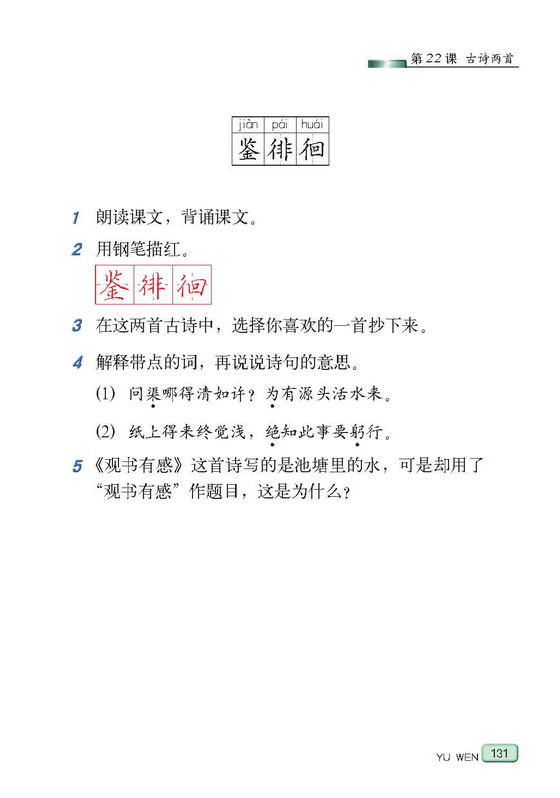 第22课 古诗两首
jiàn pái huái
鉴 徘 徊
1 朗读课文，背诵课文。
2 用钢笔描红。
鉴 徘 徊
3 在这两首古诗中，选择你喜欢的一首抄下来。
4 解释带点的词，再说说诗句的意思。
(1) 问渠哪得清如许？为有源头活水来。
(2) 纸上得来终觉浅，绝知此事要躬行。
5 《观书有感》这首诗写的是池塘里的水，可是却用了
“观书有感”作题目，这是为什么？
YU WEN 131